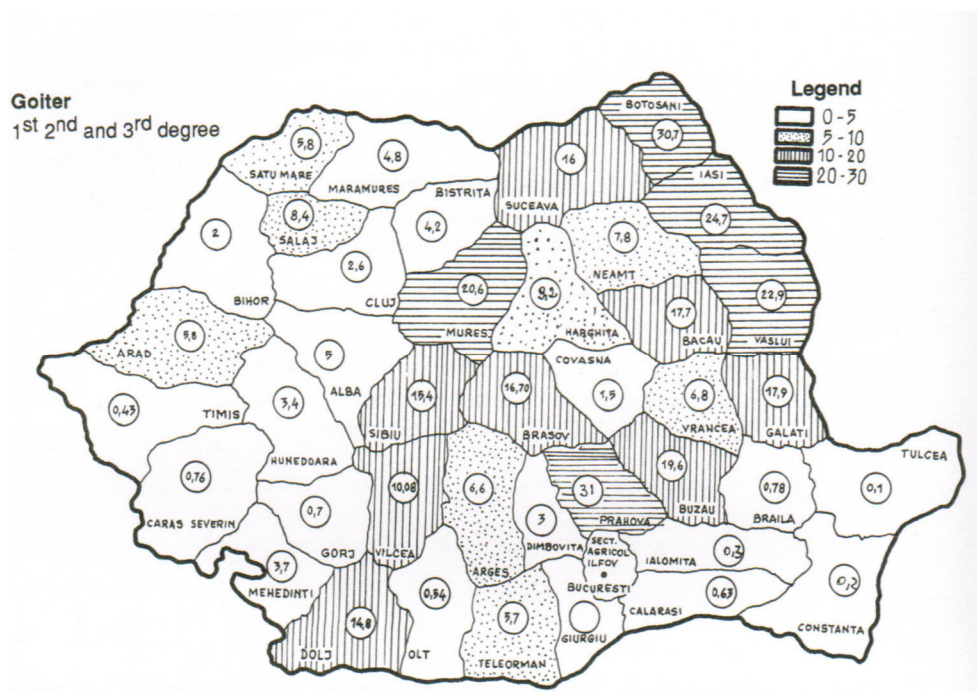 Goiter
1st 2nd and 3rd degree
Legend
0-5
5-10
10-20
20-30
BOTOSANI
30,7
5,8
SATU MARE
4,8
MARAMURES
16
SUCEAVA
IASI
24,7
BISTRITA
4,2
8,4
SALAJ
2
7,8
NEAMT
2,6
CLUJ
BIHOR
20,6
MURES
9,2
HARGHITA
17,7
BACAU
22,9
VASLUI
5,8
ARAD
5
ALBA
COVASNA
1,5
0,43
TIMIS
3,4
HUNEDOARA
15,4
SIBIU
16,70
BRASOV
6,8
VRANCEA
17,9
GALATI
TULCEA
0,1
0,76
CARAS SEVERIN
0,7
GORJ
10,08
VILCEA
6,6
ARGES
3
DIMBOVITA
31
PRAHOVA
19,6
BUZAU
0,78
BRAILA
SECT.
AGRICOL
ILFOV
BUCURESTI
IALOMITA
3,7
MEHEDINTI
0,54
OLT
14,8
DOLJ
5,7
TELEORMAN
GIURGIU
0,63
CALARASI
0,2
CONSTANTA